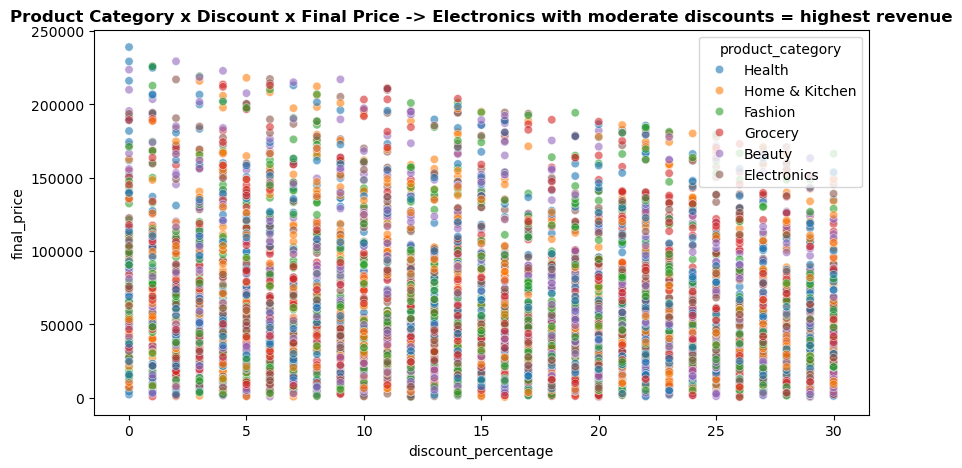 Product Category x Discount x Final Price -> Electronics with moderate discounts = highest revenue
250000
200000
150000
100000
50000
0
final_price
0
5
10
15
20
25
30
discount_percentage
product_category
Health
Home & Kitchen
Fashion
Grocery
Beauty
Electronics